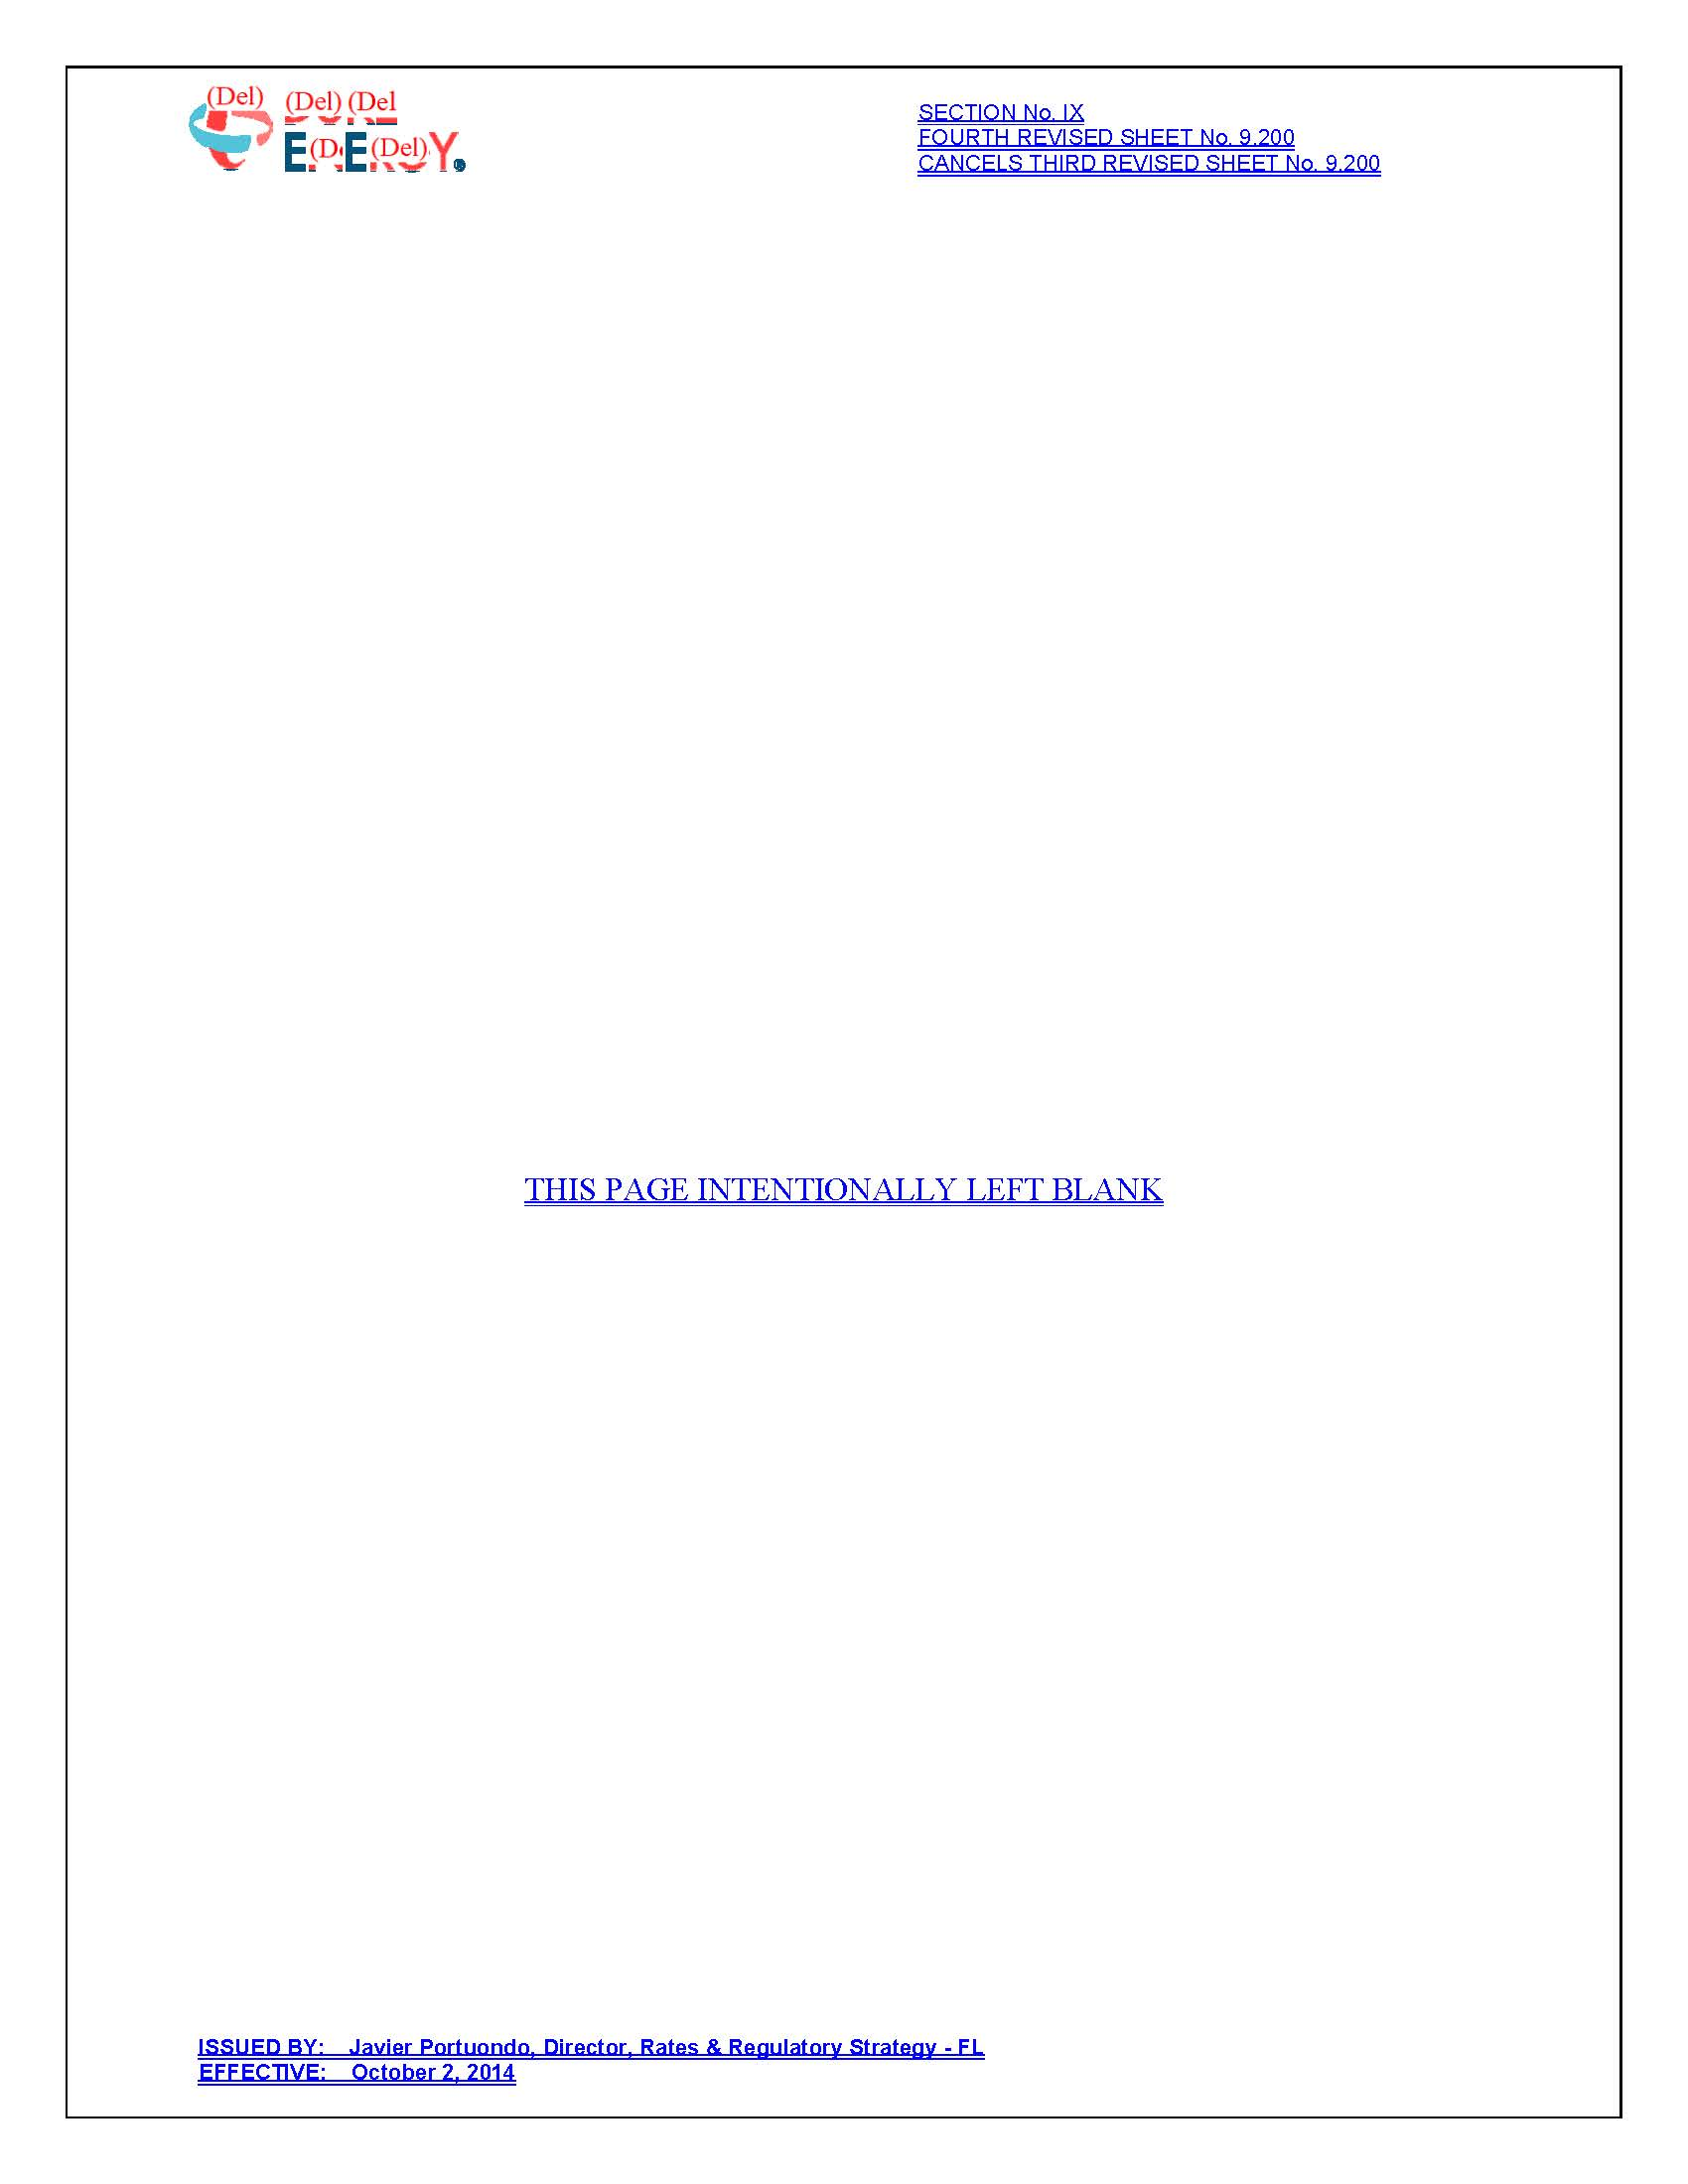 (Del) (Del) (Del
E(D E(Del)Y®
SECTION No. IX
FOURTH REVISED SHEET No. 9.200
CANCELS THIRD REVISED SHEET No. 9.200
THIS PAGE INTENTIONALLY LEFT BLANK
ISSUED BY: Javier Portuondo, Director, Rates & Regulatory Strategy - FL
EFFECTIVE: October 2, 2014